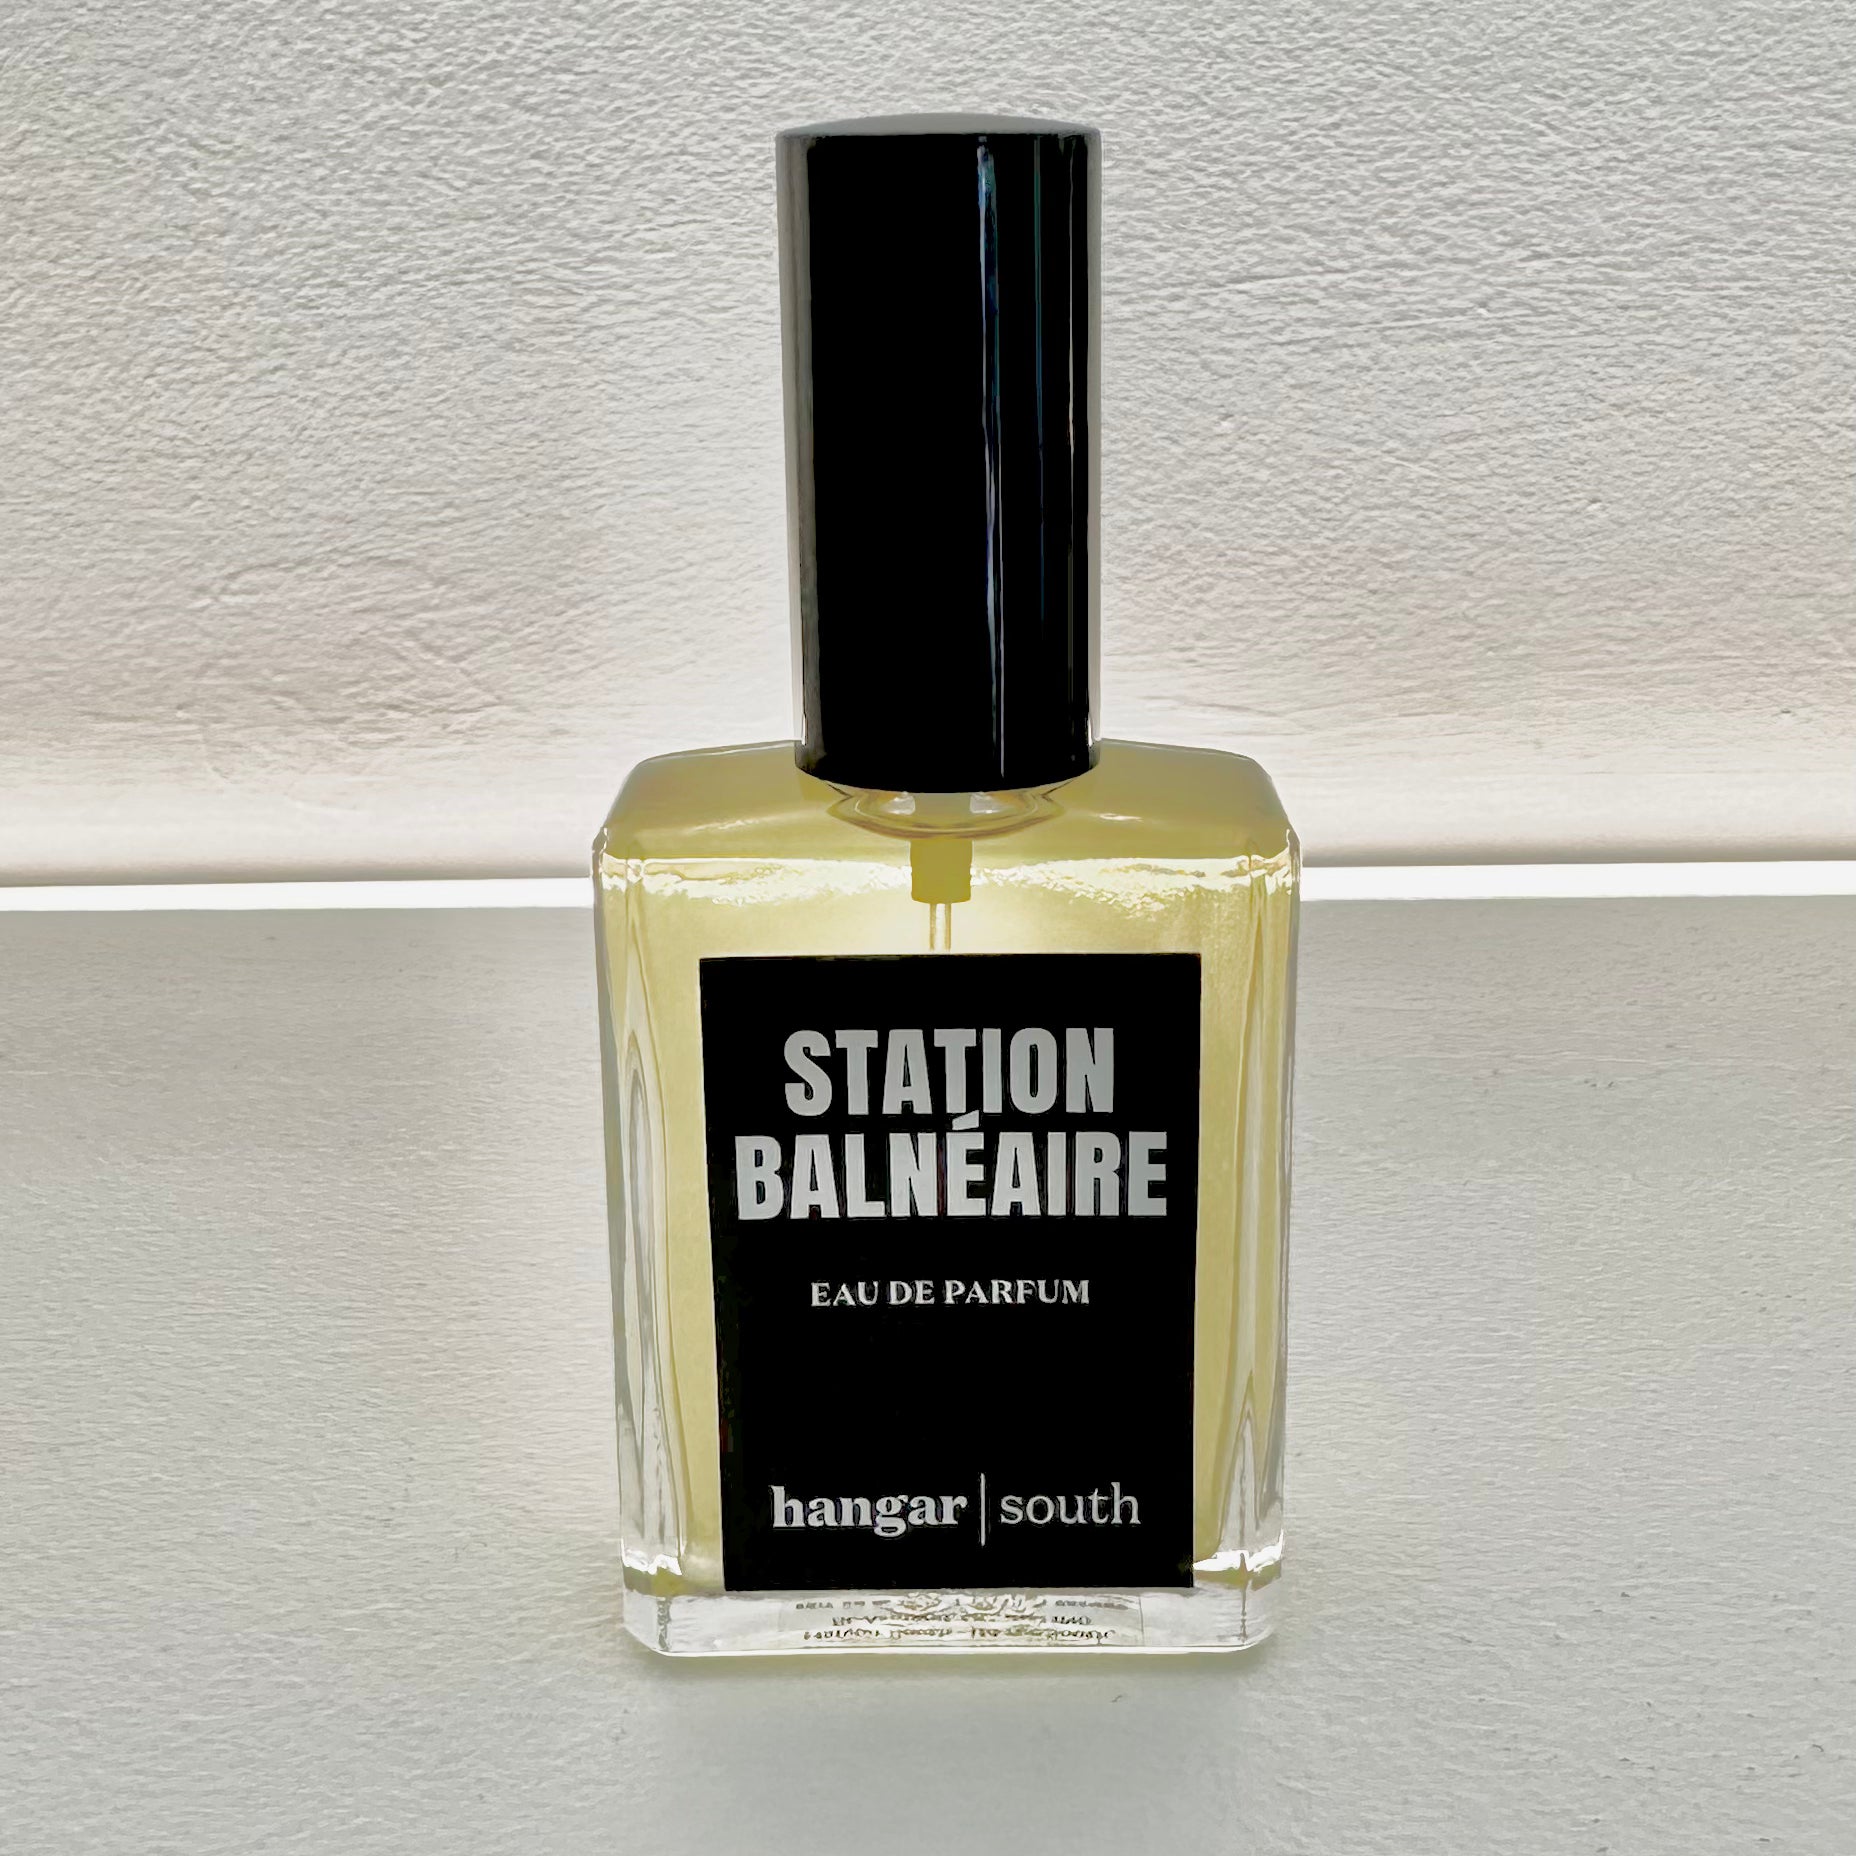 STATION
BALNÉAIRE
EAU DE PARFUM
hangar | south